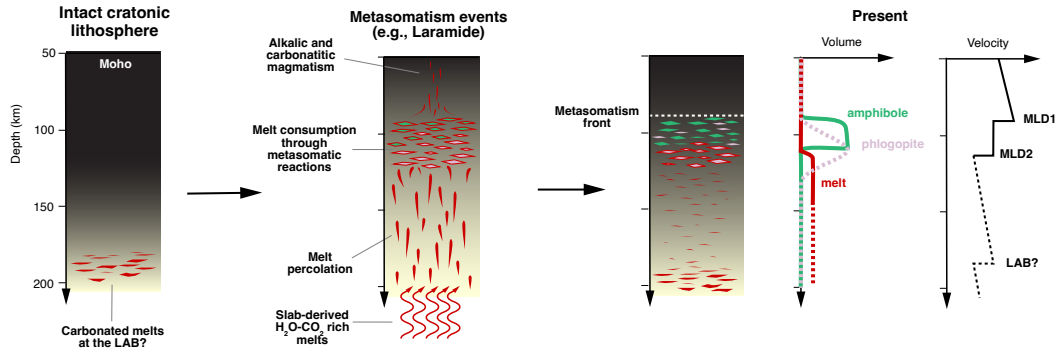 Intact cratonic
lithosphere
50
Moho
100
150
200
Depth (km)
Carbonated melts
at the LAB?
Metasomatism events
(e.g., Laramide)
Alkalic and
carbonatitic
magmatism
Melt consumption
through
metasomatic
reactions
Melt
percolation
Slab-derived
H₂O-CO₂ rich
melts
Present
Metasomatism
front
Volume
amphibole
phlogopite
melt
Velocity
MLD1
MLD2
LAB?